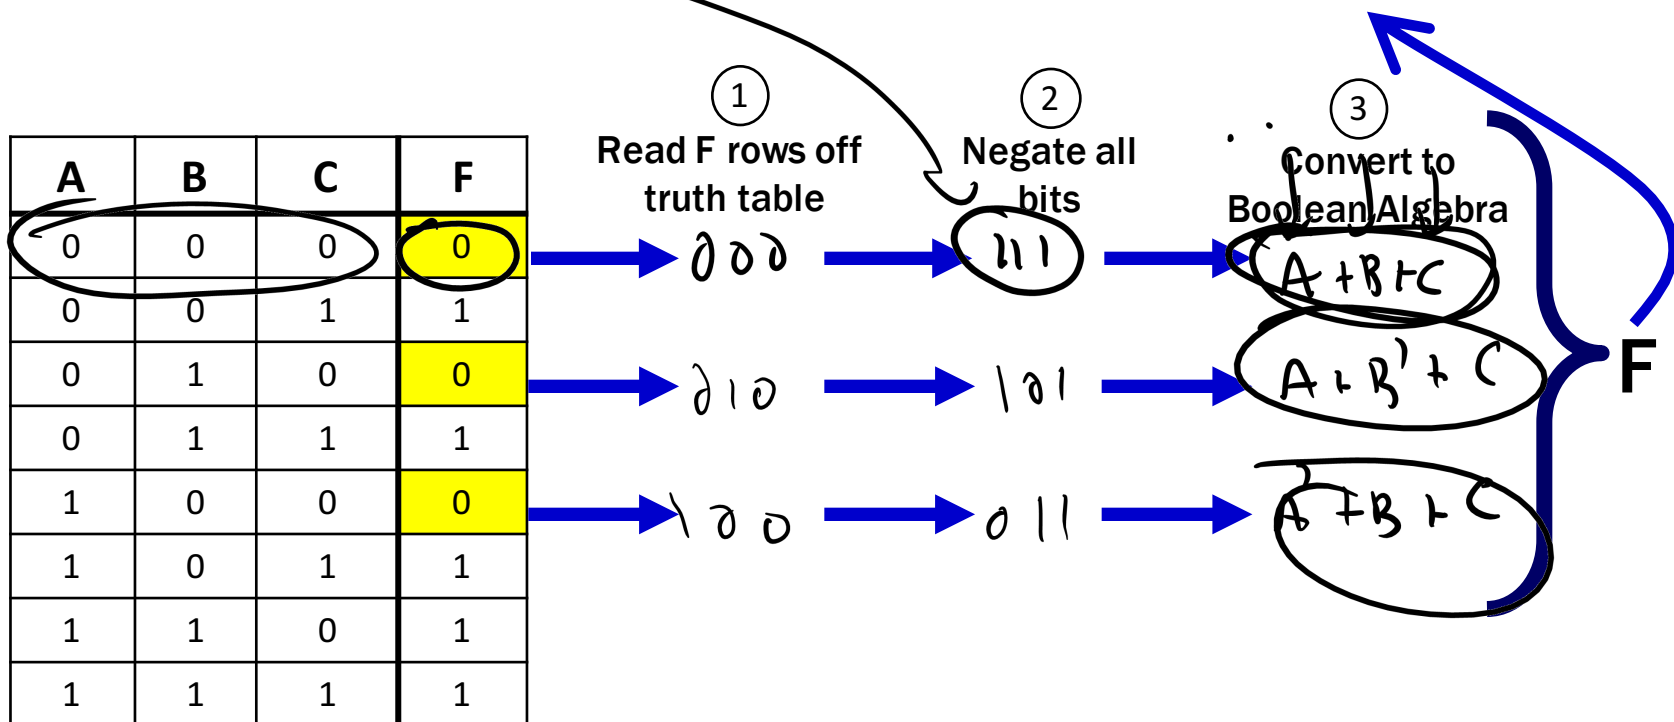 1 2 3
Read F rows off Negate all Convert to
truth table bits Boolean Algebra
A B C F
0 0 0 0 000 111 A+B+C
0 0 1 1
0 1 0 0 010 101 A+B'+C
F
0 1 1 1
1 0 0 0 100 011 A'+B+C
1 0 1 1
1 1 0 1
1 1 1 1